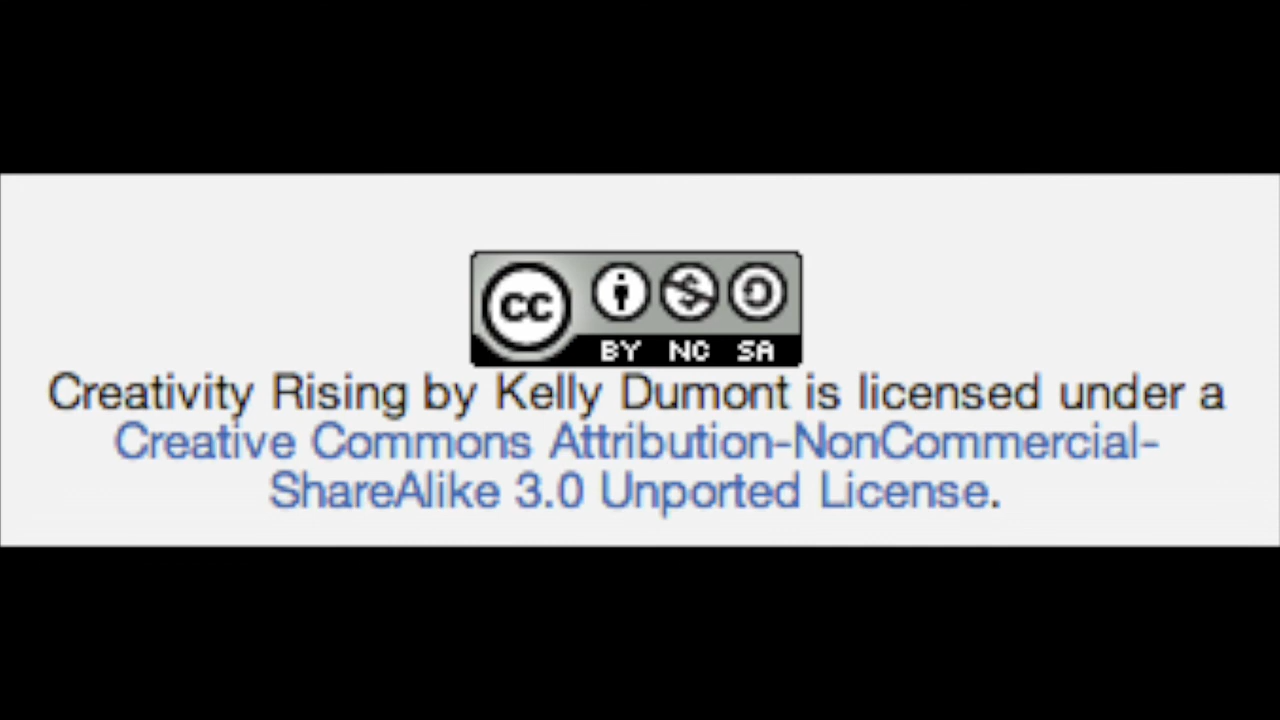 cc
BY NC SA
Creativity Rising by Kelly Dumont is licensed under a
Creative Commons Attribution-NonCommercial-
ShareAlike 3.0 Unported License.